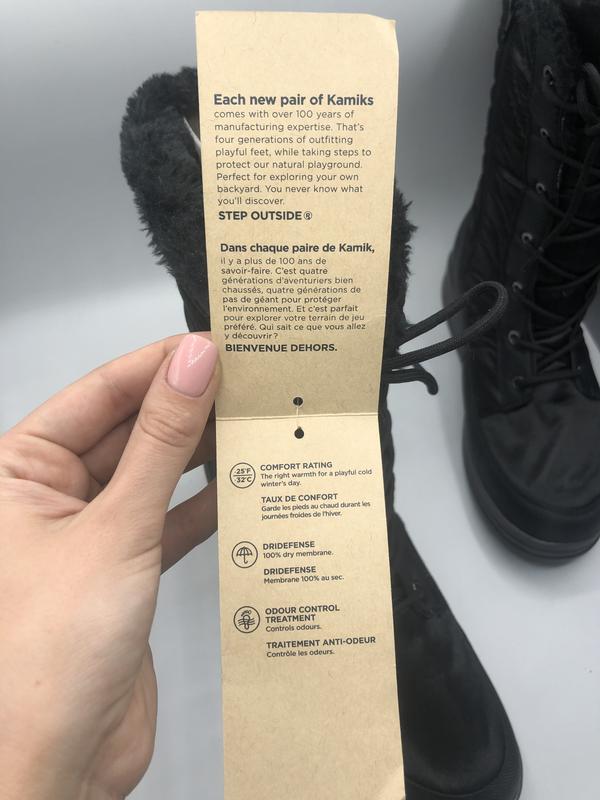 Each new pair of Kamiks
comes with over 100 years of
manufacturing expertise. That's
four generations of outfitting
playful feet, while taking steps to
protect our natural playground.
Perfect for exploring your own
backyard. You never know what
you'll discover.
STEP OUTSIDE®
Dans chaque paire de Kamik,
il y a plus de 100 ans de
savoir-faire. C'est quatre
générations d'aventuriers bien
chaussés, quatre générations de
pas de géant pour protéger
l'environnement. Et c'est parfait
pour explorer votre terrain de jeu
préféré. Qui sait ce que vous allez
y découvrir?
BIENVENUE DEHORS.
-25°F
-32°C
COMFORT RATING
The right warmth for a playful cold
winter's day.
TAUX DE CONFORT
Garde les pieds au chaud durant les
journées froides de l'hiver.
DRIDEFENSE
100% dry membrane.
DRIDEFENSE
Membrane 100% au sec.
ODOUR CONTROL
TREATMENT
Controls odours.
TRAITEMENT ANTI-ODEUR
Contrôle les odeurs.